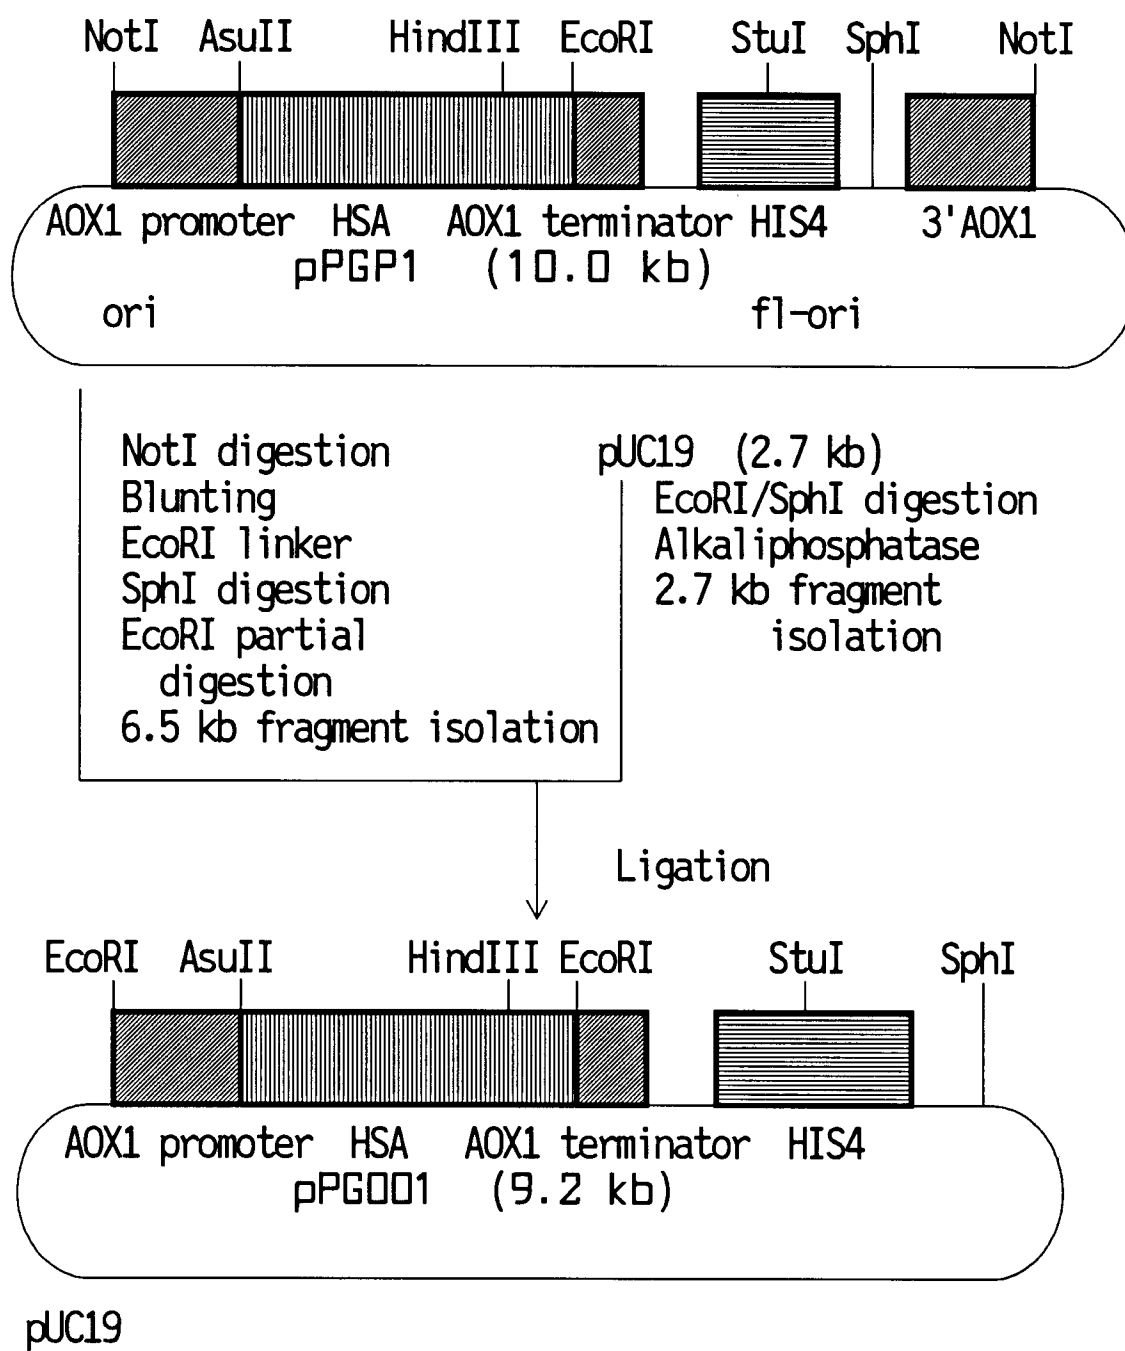 NotI AsuII HindIII EcoRI StuI SphI NotI
AOX1 promoter HSA AOX1 terminator HIS4 3'AOX1
pPGP1 (10.0 kb)
ori fl-ori
NotI digestion
Blunting
EcoRI linker
SphI digestion
EcoRI partial
digestion
6.5 kb fragment isolation
pUC19 (2.7 kb)
EcoRI/SphI digestion
Alkaliphosphatase
2.7 kb fragment
isolation
Ligation
EcoRI AsuII HindIII EcoRI StuI SphI
AOX1 promoter HSA AOX1 terminator HIS4
pPG001 (9.2 kb)
pUC19